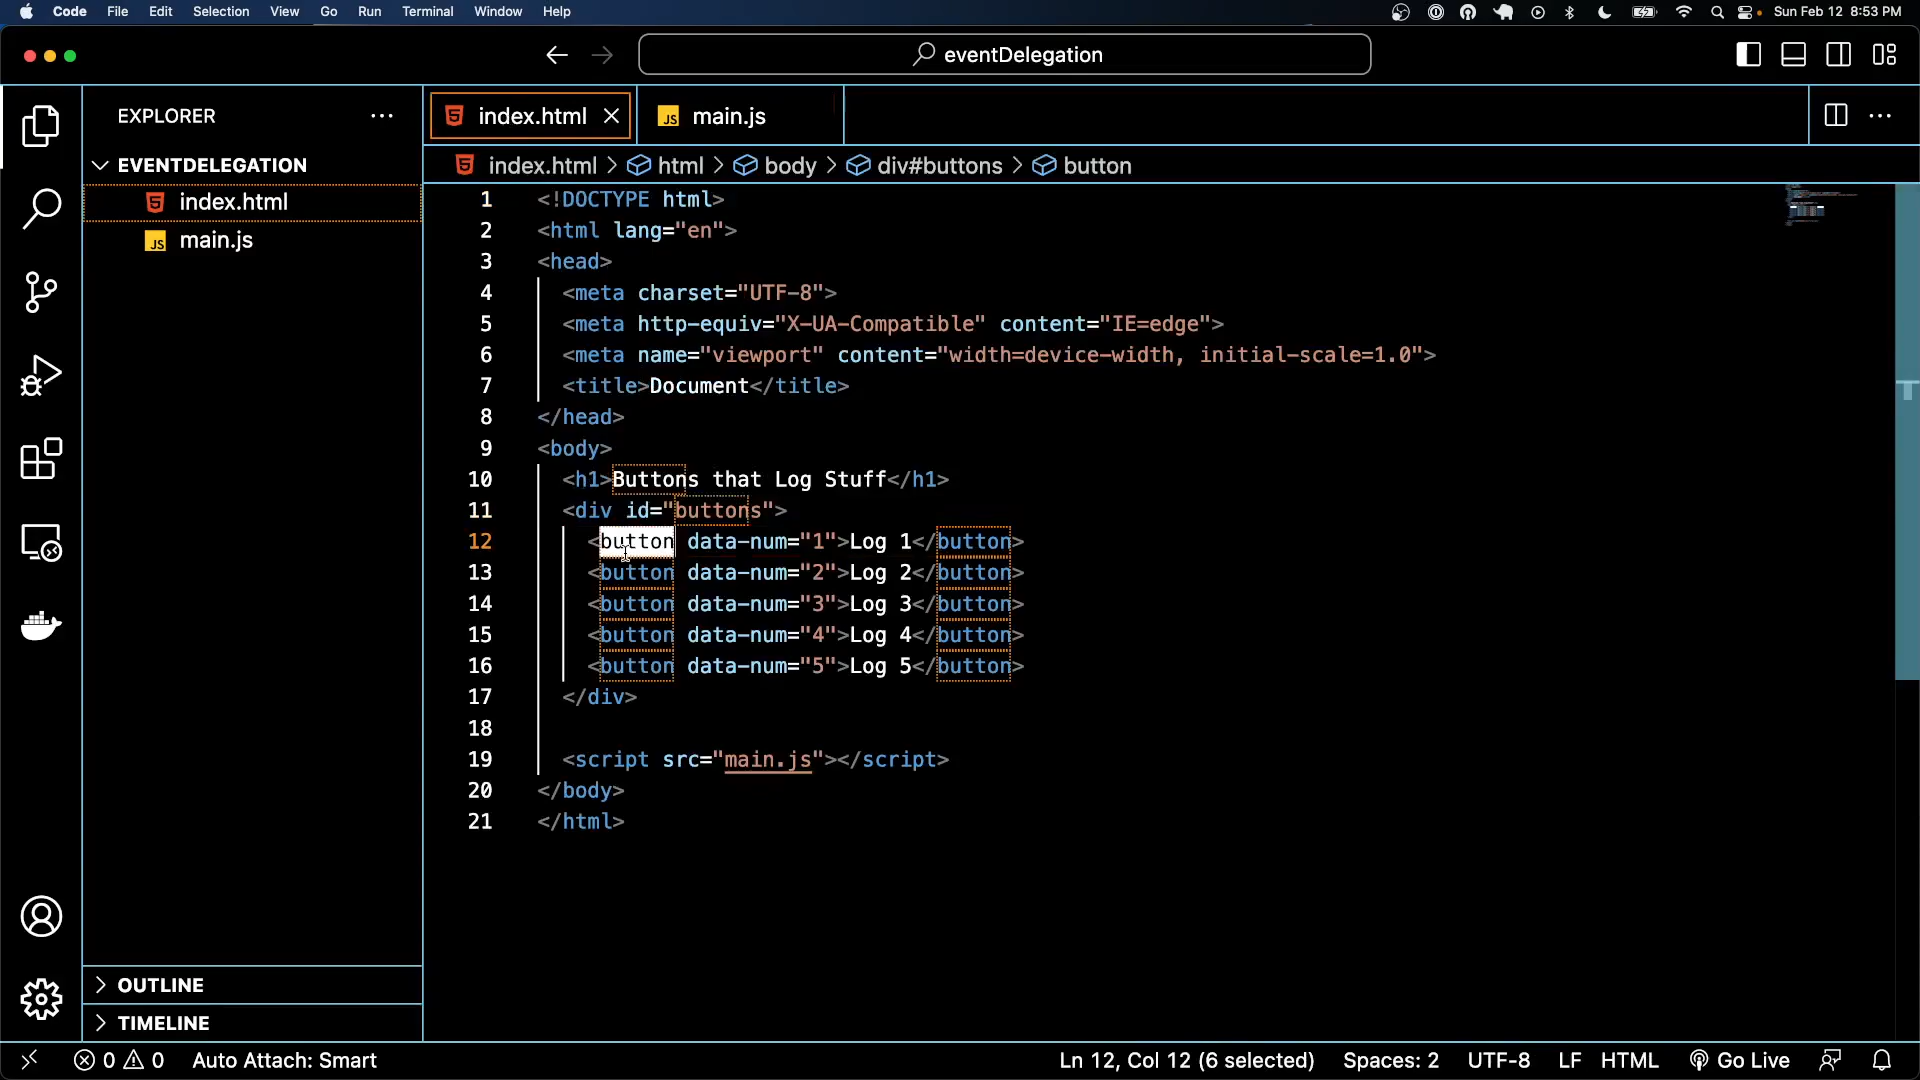 Code File Edit Selection View Go Run Terminal Window Help Sun Feb 12 8:53 PM
eventDelegation
EXPLORER
index.html
main.js
EVENTDELEGATION
index.html
main.js
index.html > html > body > div#buttons > button
1 <!DOCTYPE html>
2 <html lang="en">
3 <head>
4 <meta charset="UTF-8">
5 <meta http-equiv="X-UA-Compatible" content="IE=edge">
6 <meta name="viewport" content="width=device-width, initial-scale=1.0">
7 <title>Document</title>
8 </head>
9 <body>
10 <h1>Buttons that Log Stuff</h1>
11 <div id="buttons">
12 <button data-num="1">Log 1</button>
13 <button data-num="2">Log 2</button>
14 <button data-num="3">Log 3</button>
15 <button data-num="4">Log 4</button>
16 <button data-num="5">Log 5</button>
17 </div>
18
19 <script src="main.js"></script>
20 </body>
21 </html>
OUTLINE
TIMELINE
0 0 Auto Attach: Smart Ln 12, Col 12 (6 selected) Spaces: 2 UTF-8 LF HTML Go Live